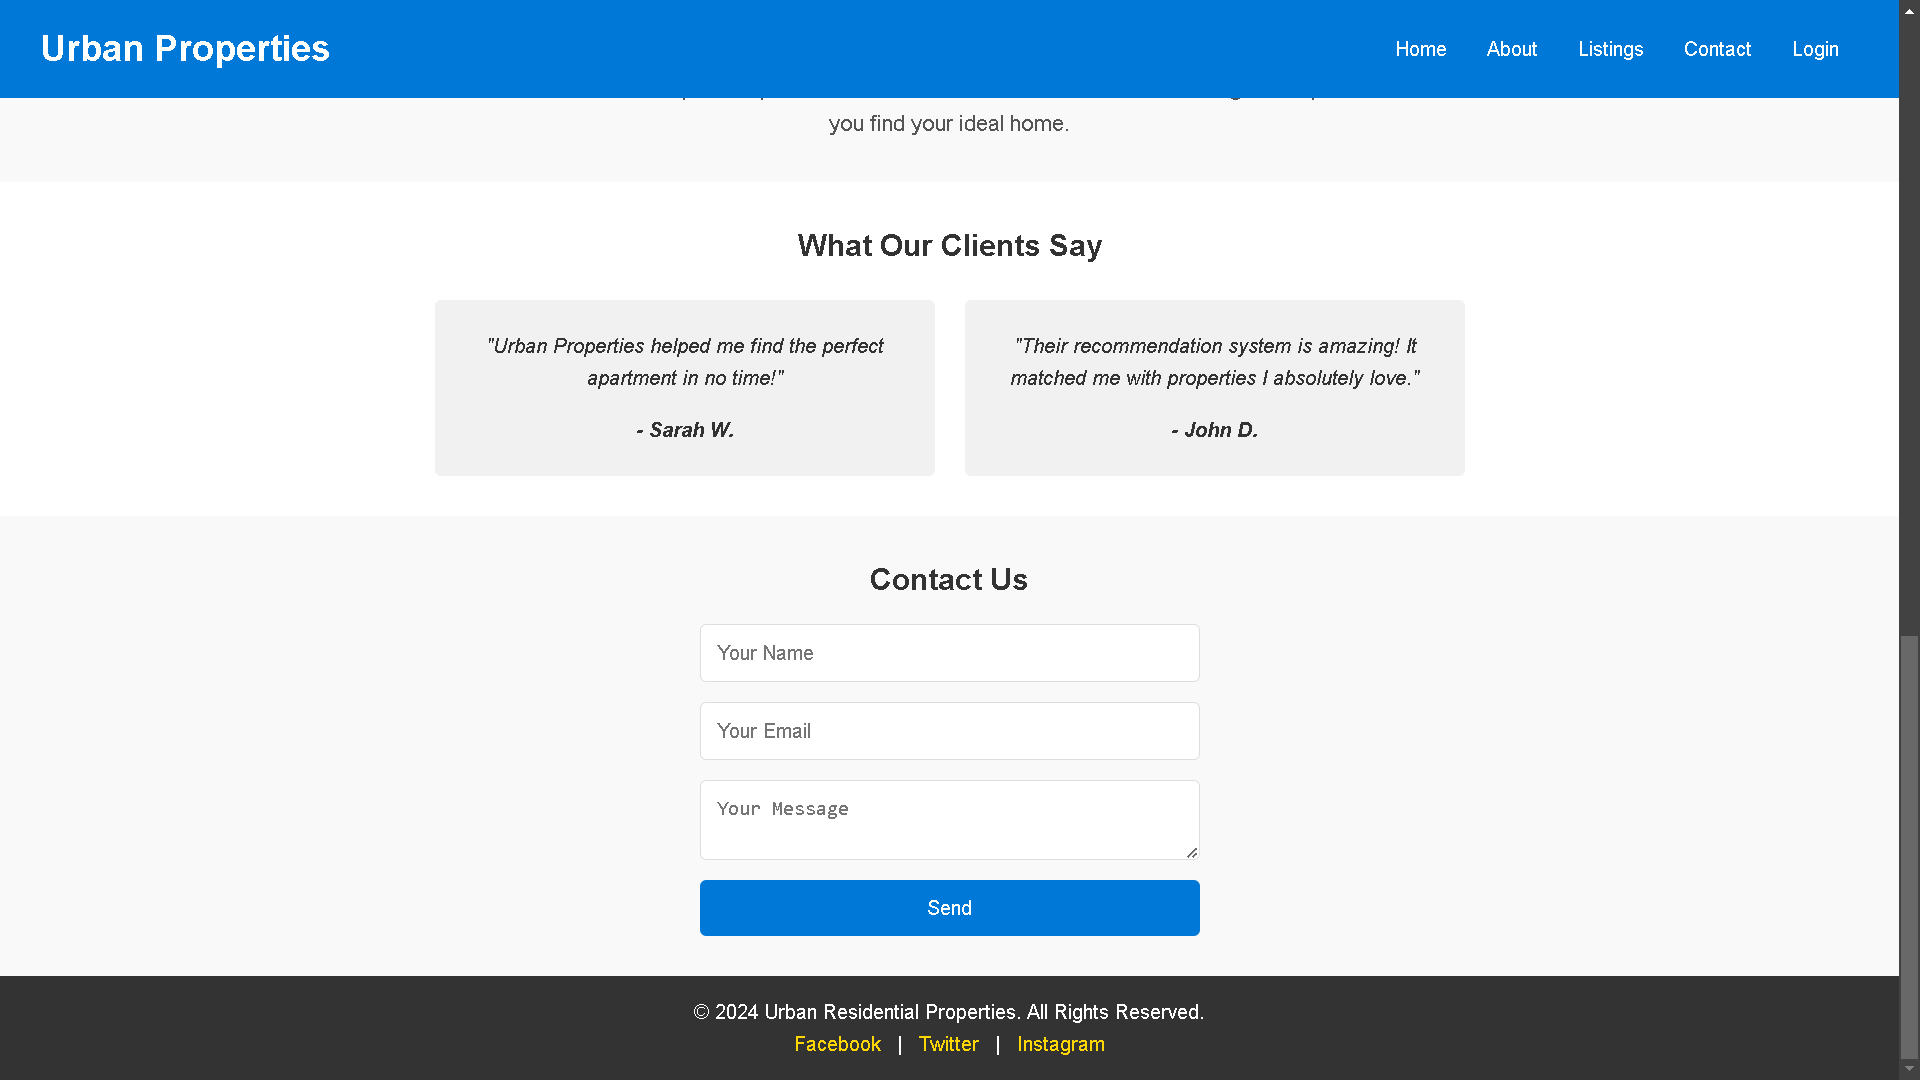 Urban Properties
Home About Listings Contact Login
you find your ideal home.
What Our Clients Say
"Urban Properties helped me find the perfect
apartment in no time!"
- Sarah W.
"Their recommendation system is amazing! It
matched me with properties I absolutely love."
- John D.
Contact Us
Your Name
Your Email
Your Message
Send
© 2024 Urban Residential Properties. All Rights Reserved.
Facebook | Twitter | Instagram